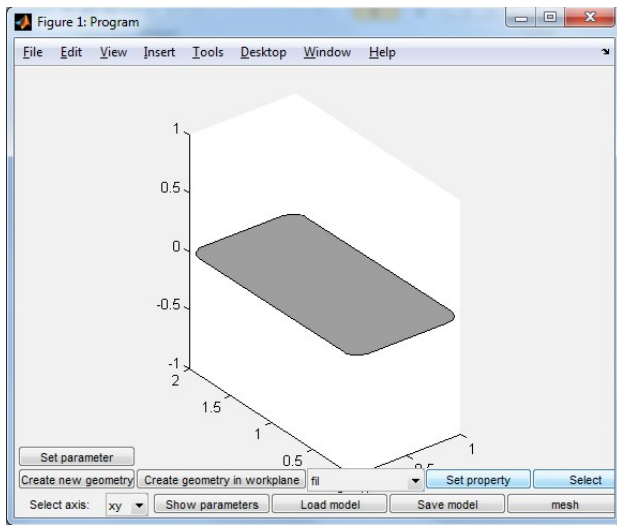 Figure 1: Program
File Edit View Insert Tools Desktop Window Help
1
0.5
0
-0.5
-1
2
1.5
1
0.5
1
Set parameter
Create new geometry Create geometry in workplane fil Set property Select
Select axis: xy Show parameters Load model Save model mesh